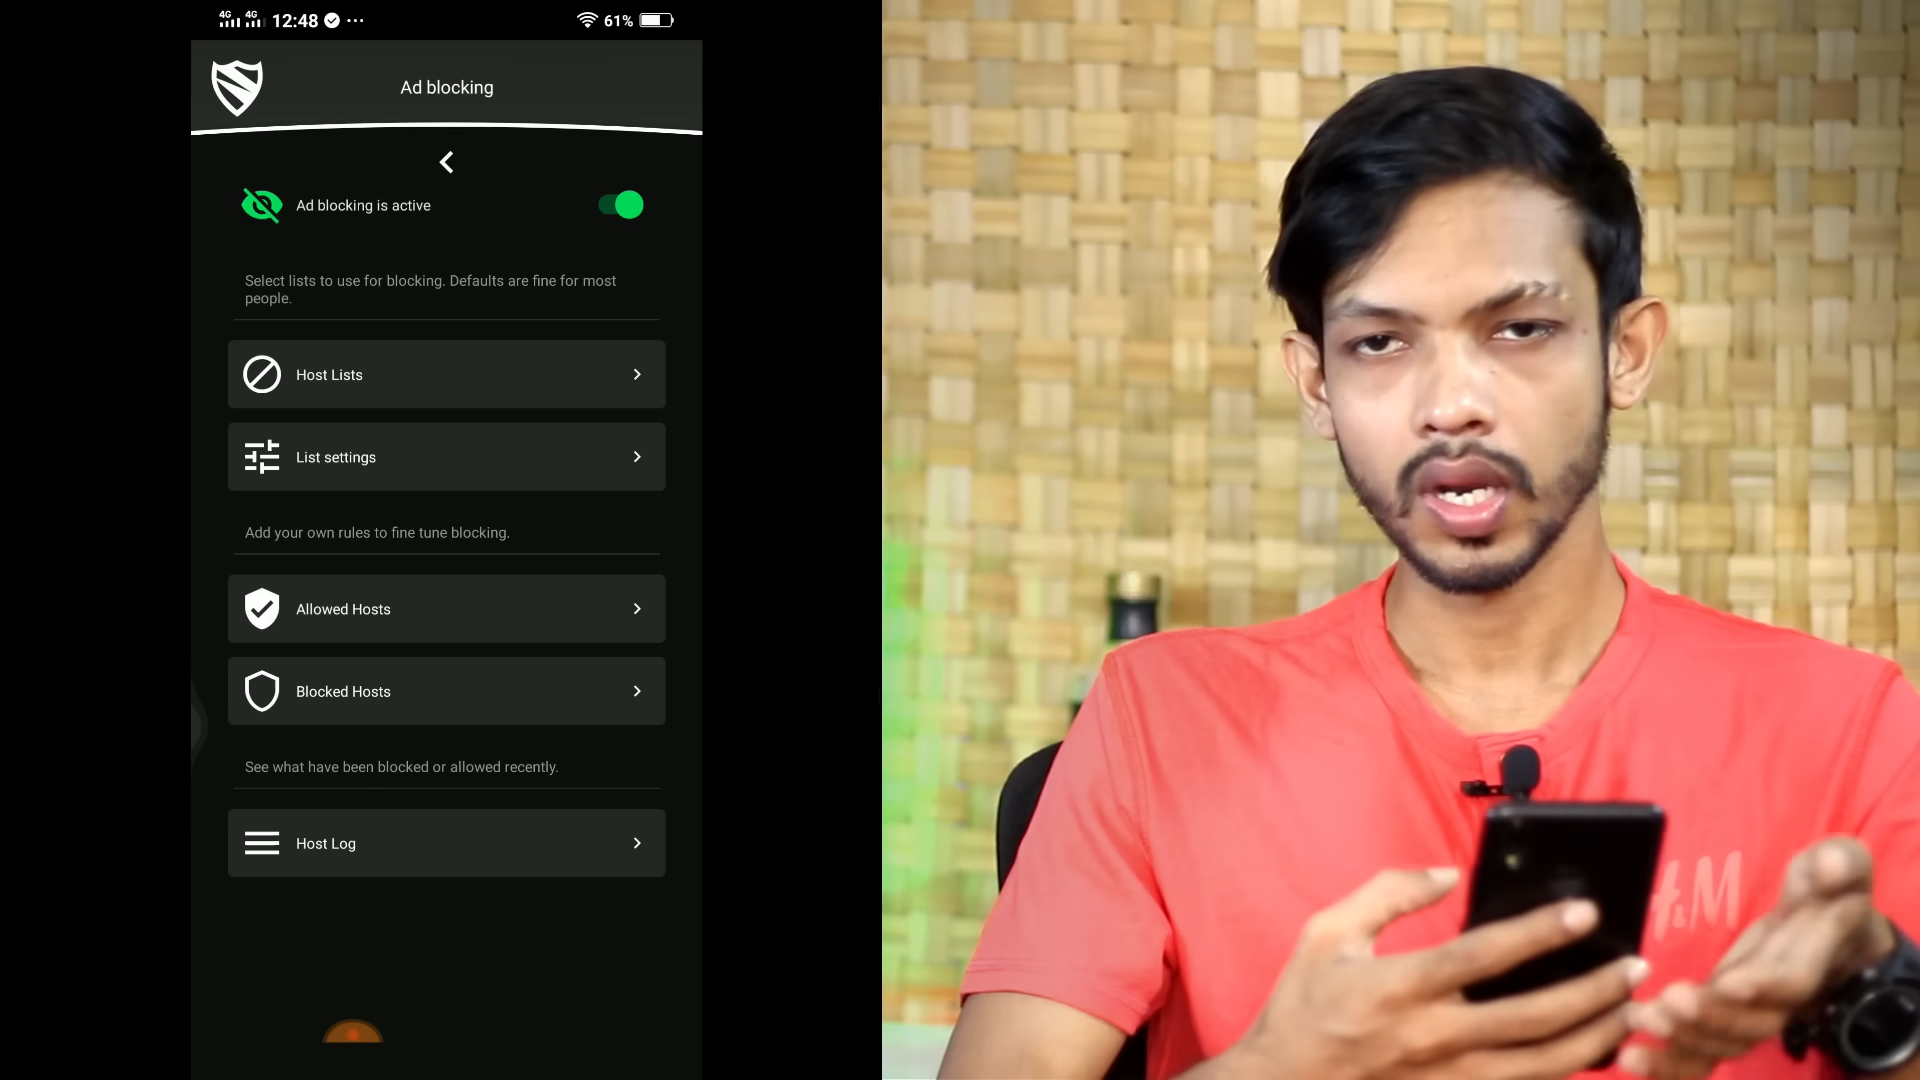 4G 4G 12:48 61%
Ad blocking
Ad blocking is active
Select lists to use for blocking. Defaults are fine for most
people.
Host Lists
List settings
Add your own rules to fine tune blocking.
Allowed Hosts
Blocked Hosts
See what have been blocked or allowed recently.
Host Log
H&M